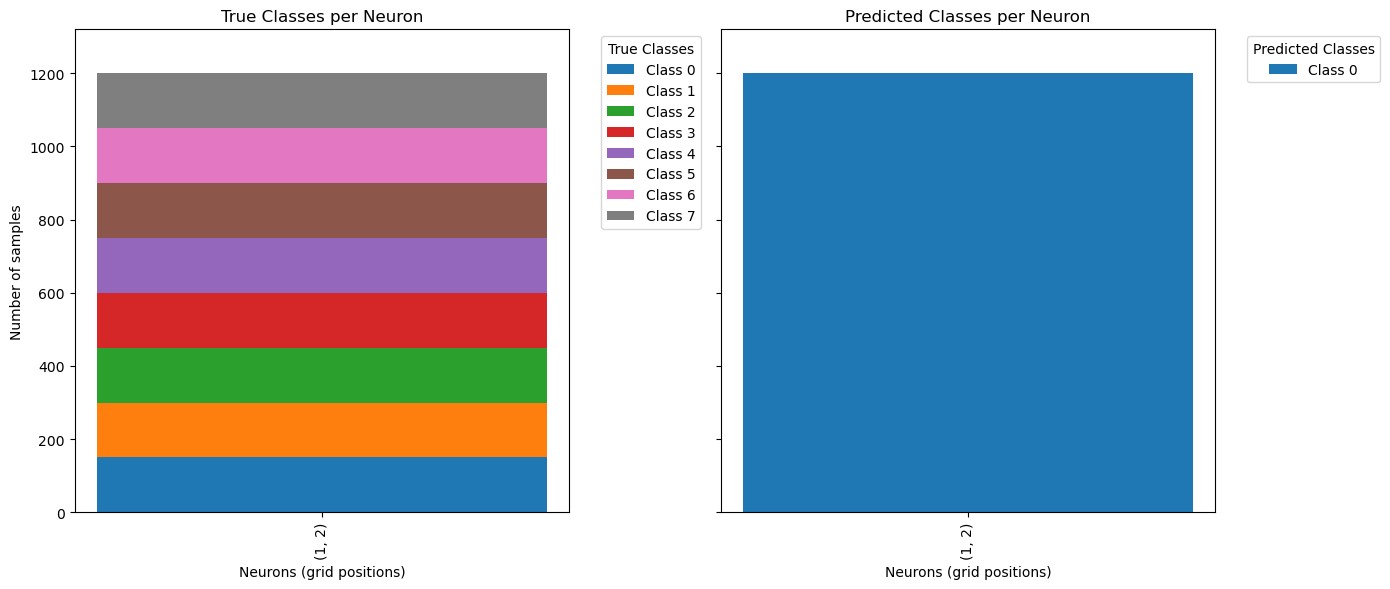 True Classes per Neuron
Number of samples
1200
1000
800
600
400
200
0
(1, 2)
Neurons (grid positions)
True Classes
Class 0
Class 1
Class 2
Class 3
Class 4
Class 5
Class 6
Class 7
Predicted Classes per Neuron
(1, 2)
Neurons (grid positions)
Predicted Classes
Class 0